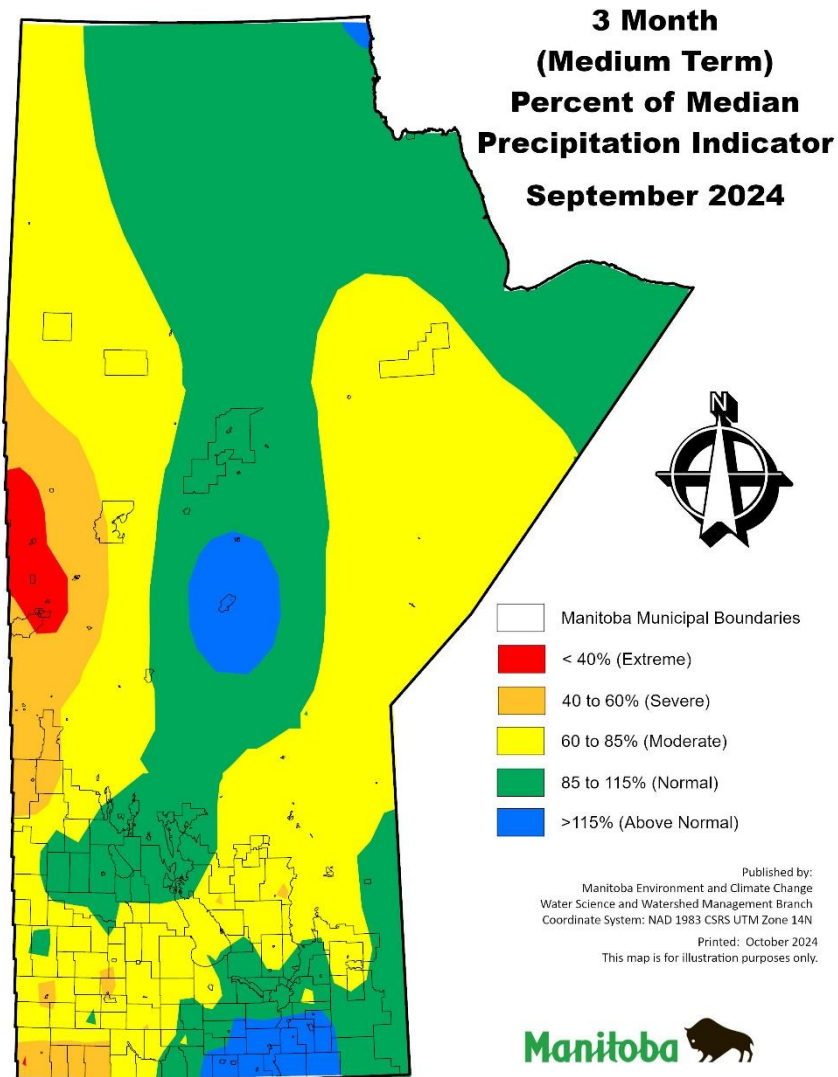 3 Month
(Medium Term)
Percent of Median
Precipitation Indicator
September 2024
N
Manitoba Municipal Boundaries
< 40% (Extreme)
40 to 60% (Severe)
60 to 85% (Moderate)
85 to 115% (Normal)
>115% (Above Normal)
Published by:
Manitoba Environment and Climate Change
Water Science and Watershed Management Branch
Coordinate System: NAD 1983 CSRS UTM Zone 14N
Printed: October 2024
This map is for illustration purposes only.
Manitoba